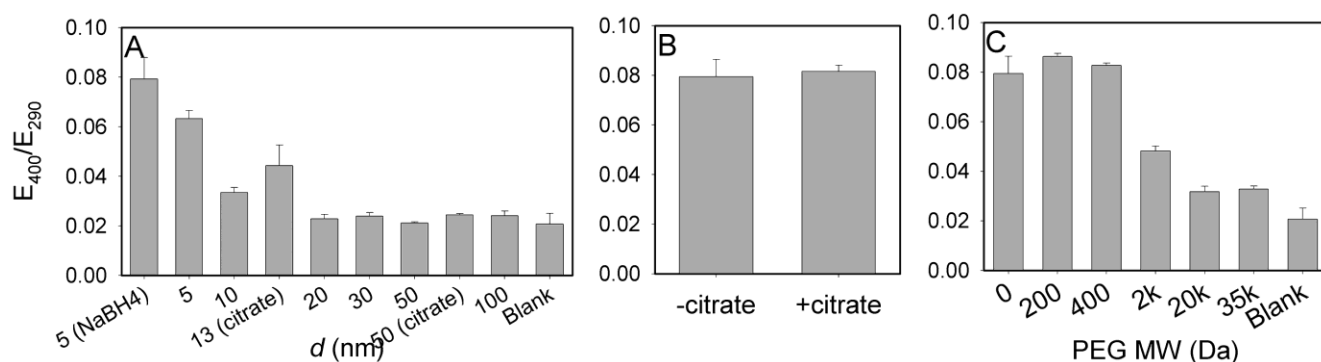 A
E400/E290
0.10
0.08
0.06
0.04
0.02
0.00
5 (NaBH4)
5
10
13 (citrate)
20
30
50
50 (citrate)
100
Blank
d (nm)
B
0.10
0.08
0.06
0.04
0.02
0.00
-citrate
+citrate
C
0.10
0.08
0.06
0.04
0.02
0.00
0
200
400
2k
20k
35k
Blank
PEG MW (Da)